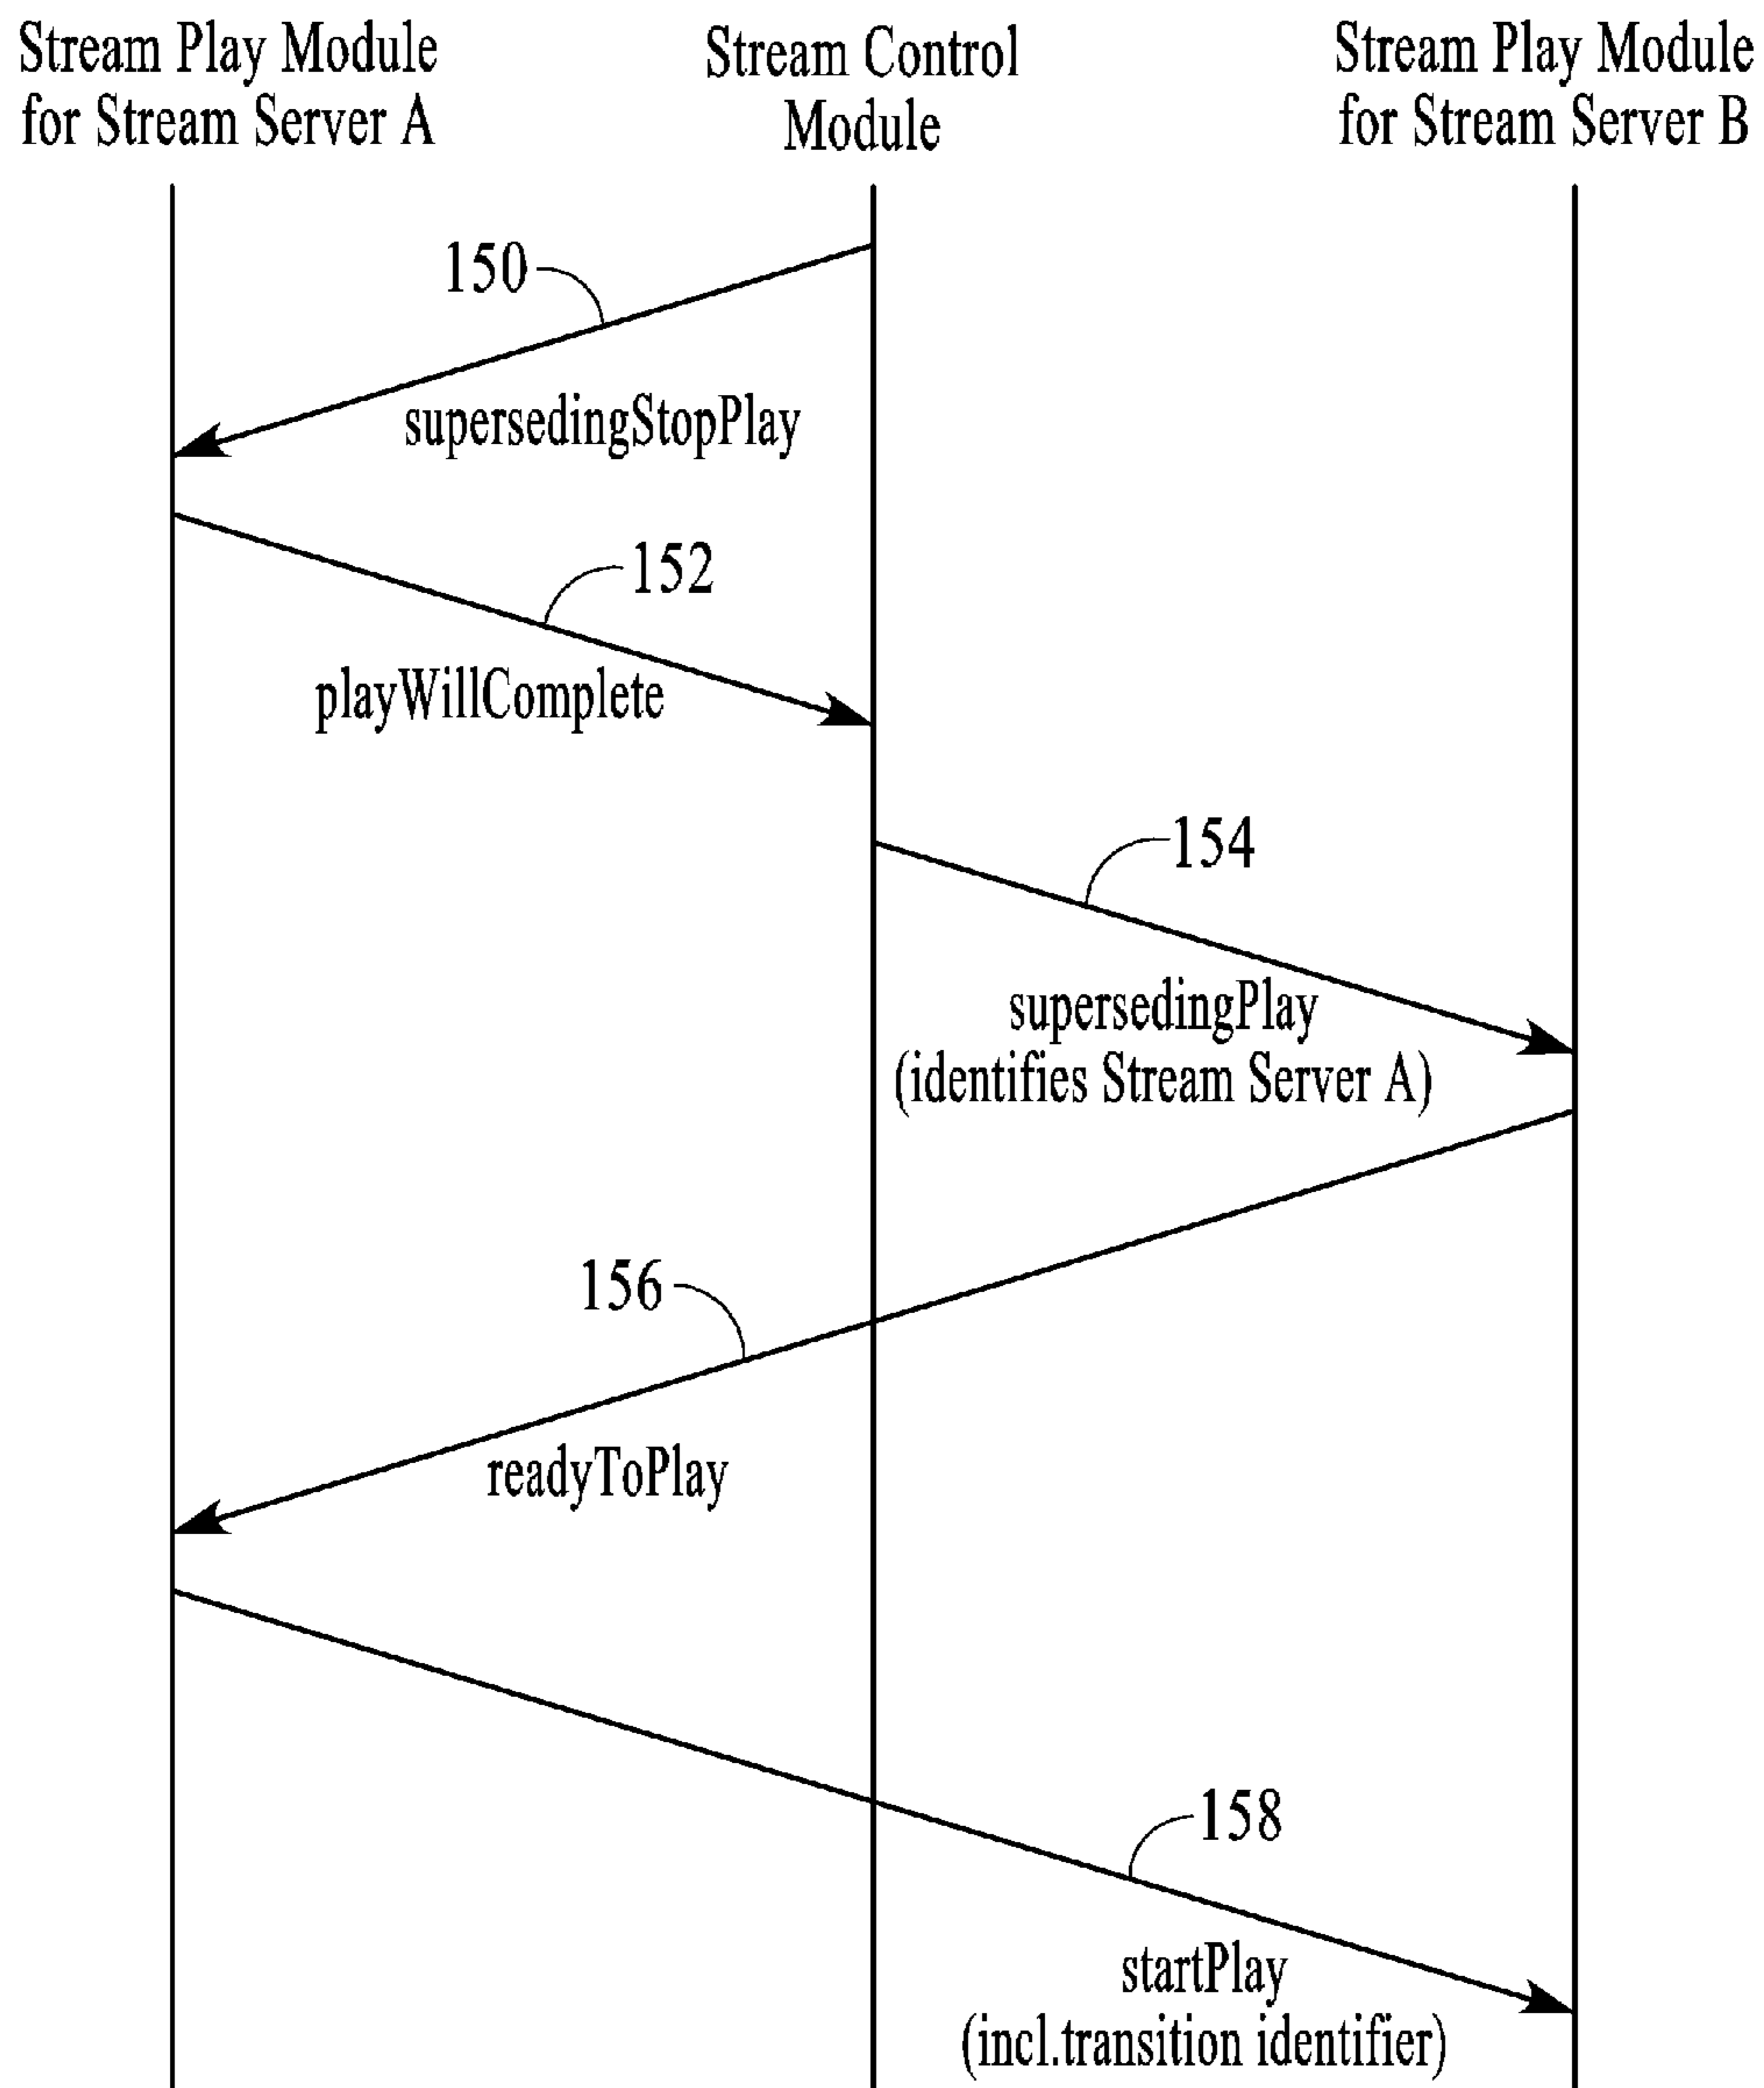 Stream Play Module
for Stream Server A
Stream Control
Module
Stream Play Module
for Stream Server B
150
supersedingStopPlay
152
playWillComplete
154
supersedingPlay
(identifies Stream Server A)
156
readyToPlay
158
startPlay
(incl.transition identifier)